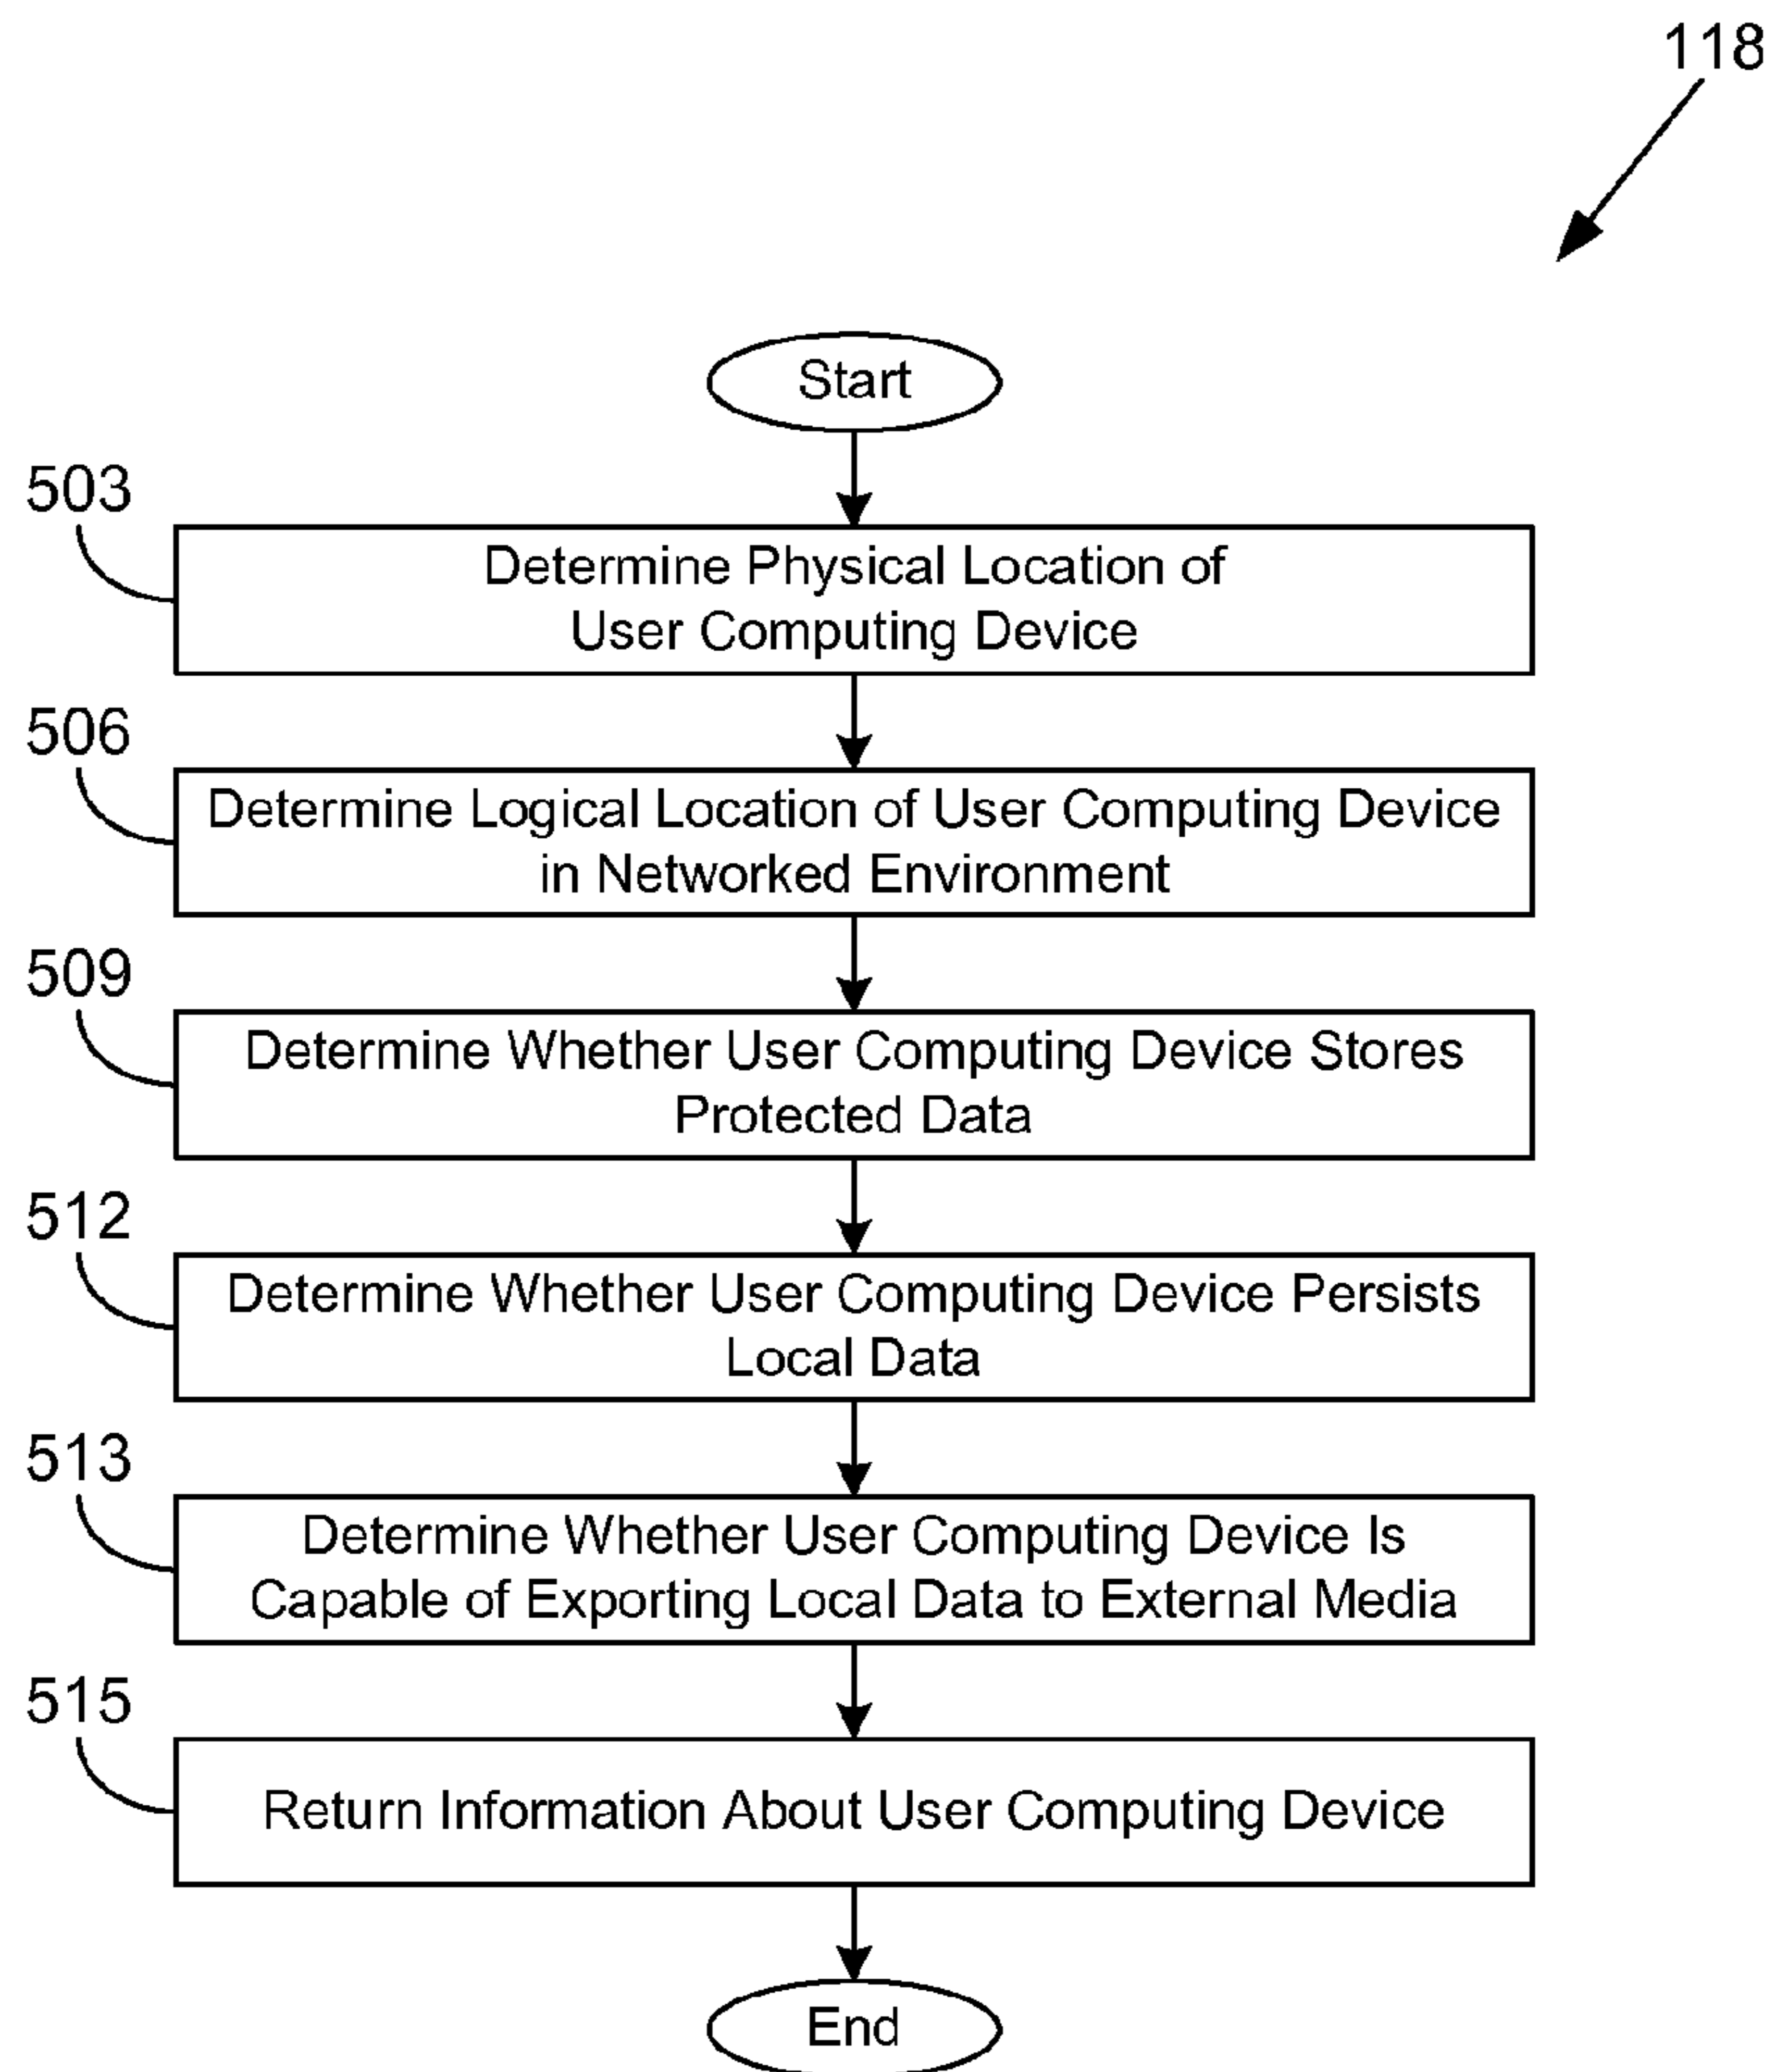 118
Start
503
Determine Physical Location of
User Computing Device
506
Determine Logical Location of User Computing Device
in Networked Environment
509
Determine Whether User Computing Device Stores
Protected Data
512
Determine Whether User Computing Device Persists
Local Data
513
Determine Whether User Computing Device Is
Capable of Exporting Local Data to External Media
515
Return Information About User Computing Device
End